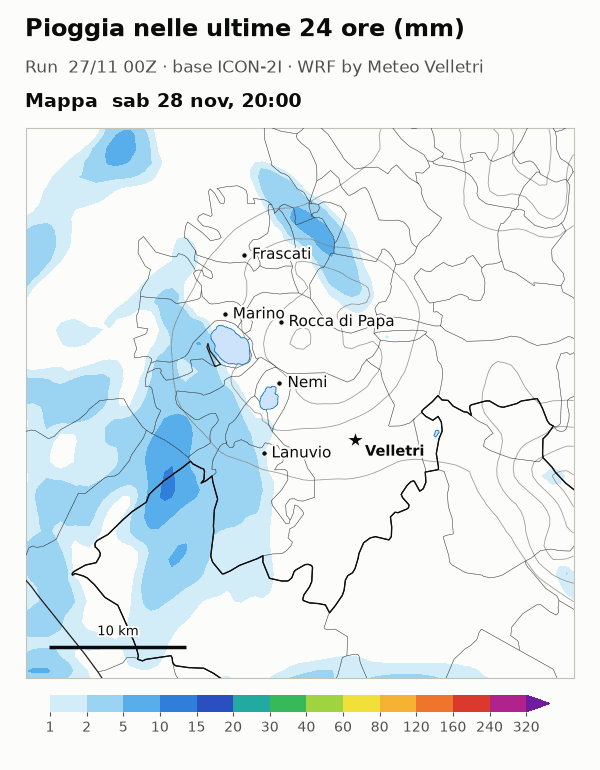 Pioggia nelle ultime 24 ore (mm)
Run  27/11 00Z · base ICON-2I · WRF by Meteo Velletri
Mappa  sab 28 nov, 20:00
Frascati
Marino
Rocca di Papa
Nemi
Velletri
Lanuvio
10 km
1 2 5 10 15 20 30 40 60 80 120 160 240 320